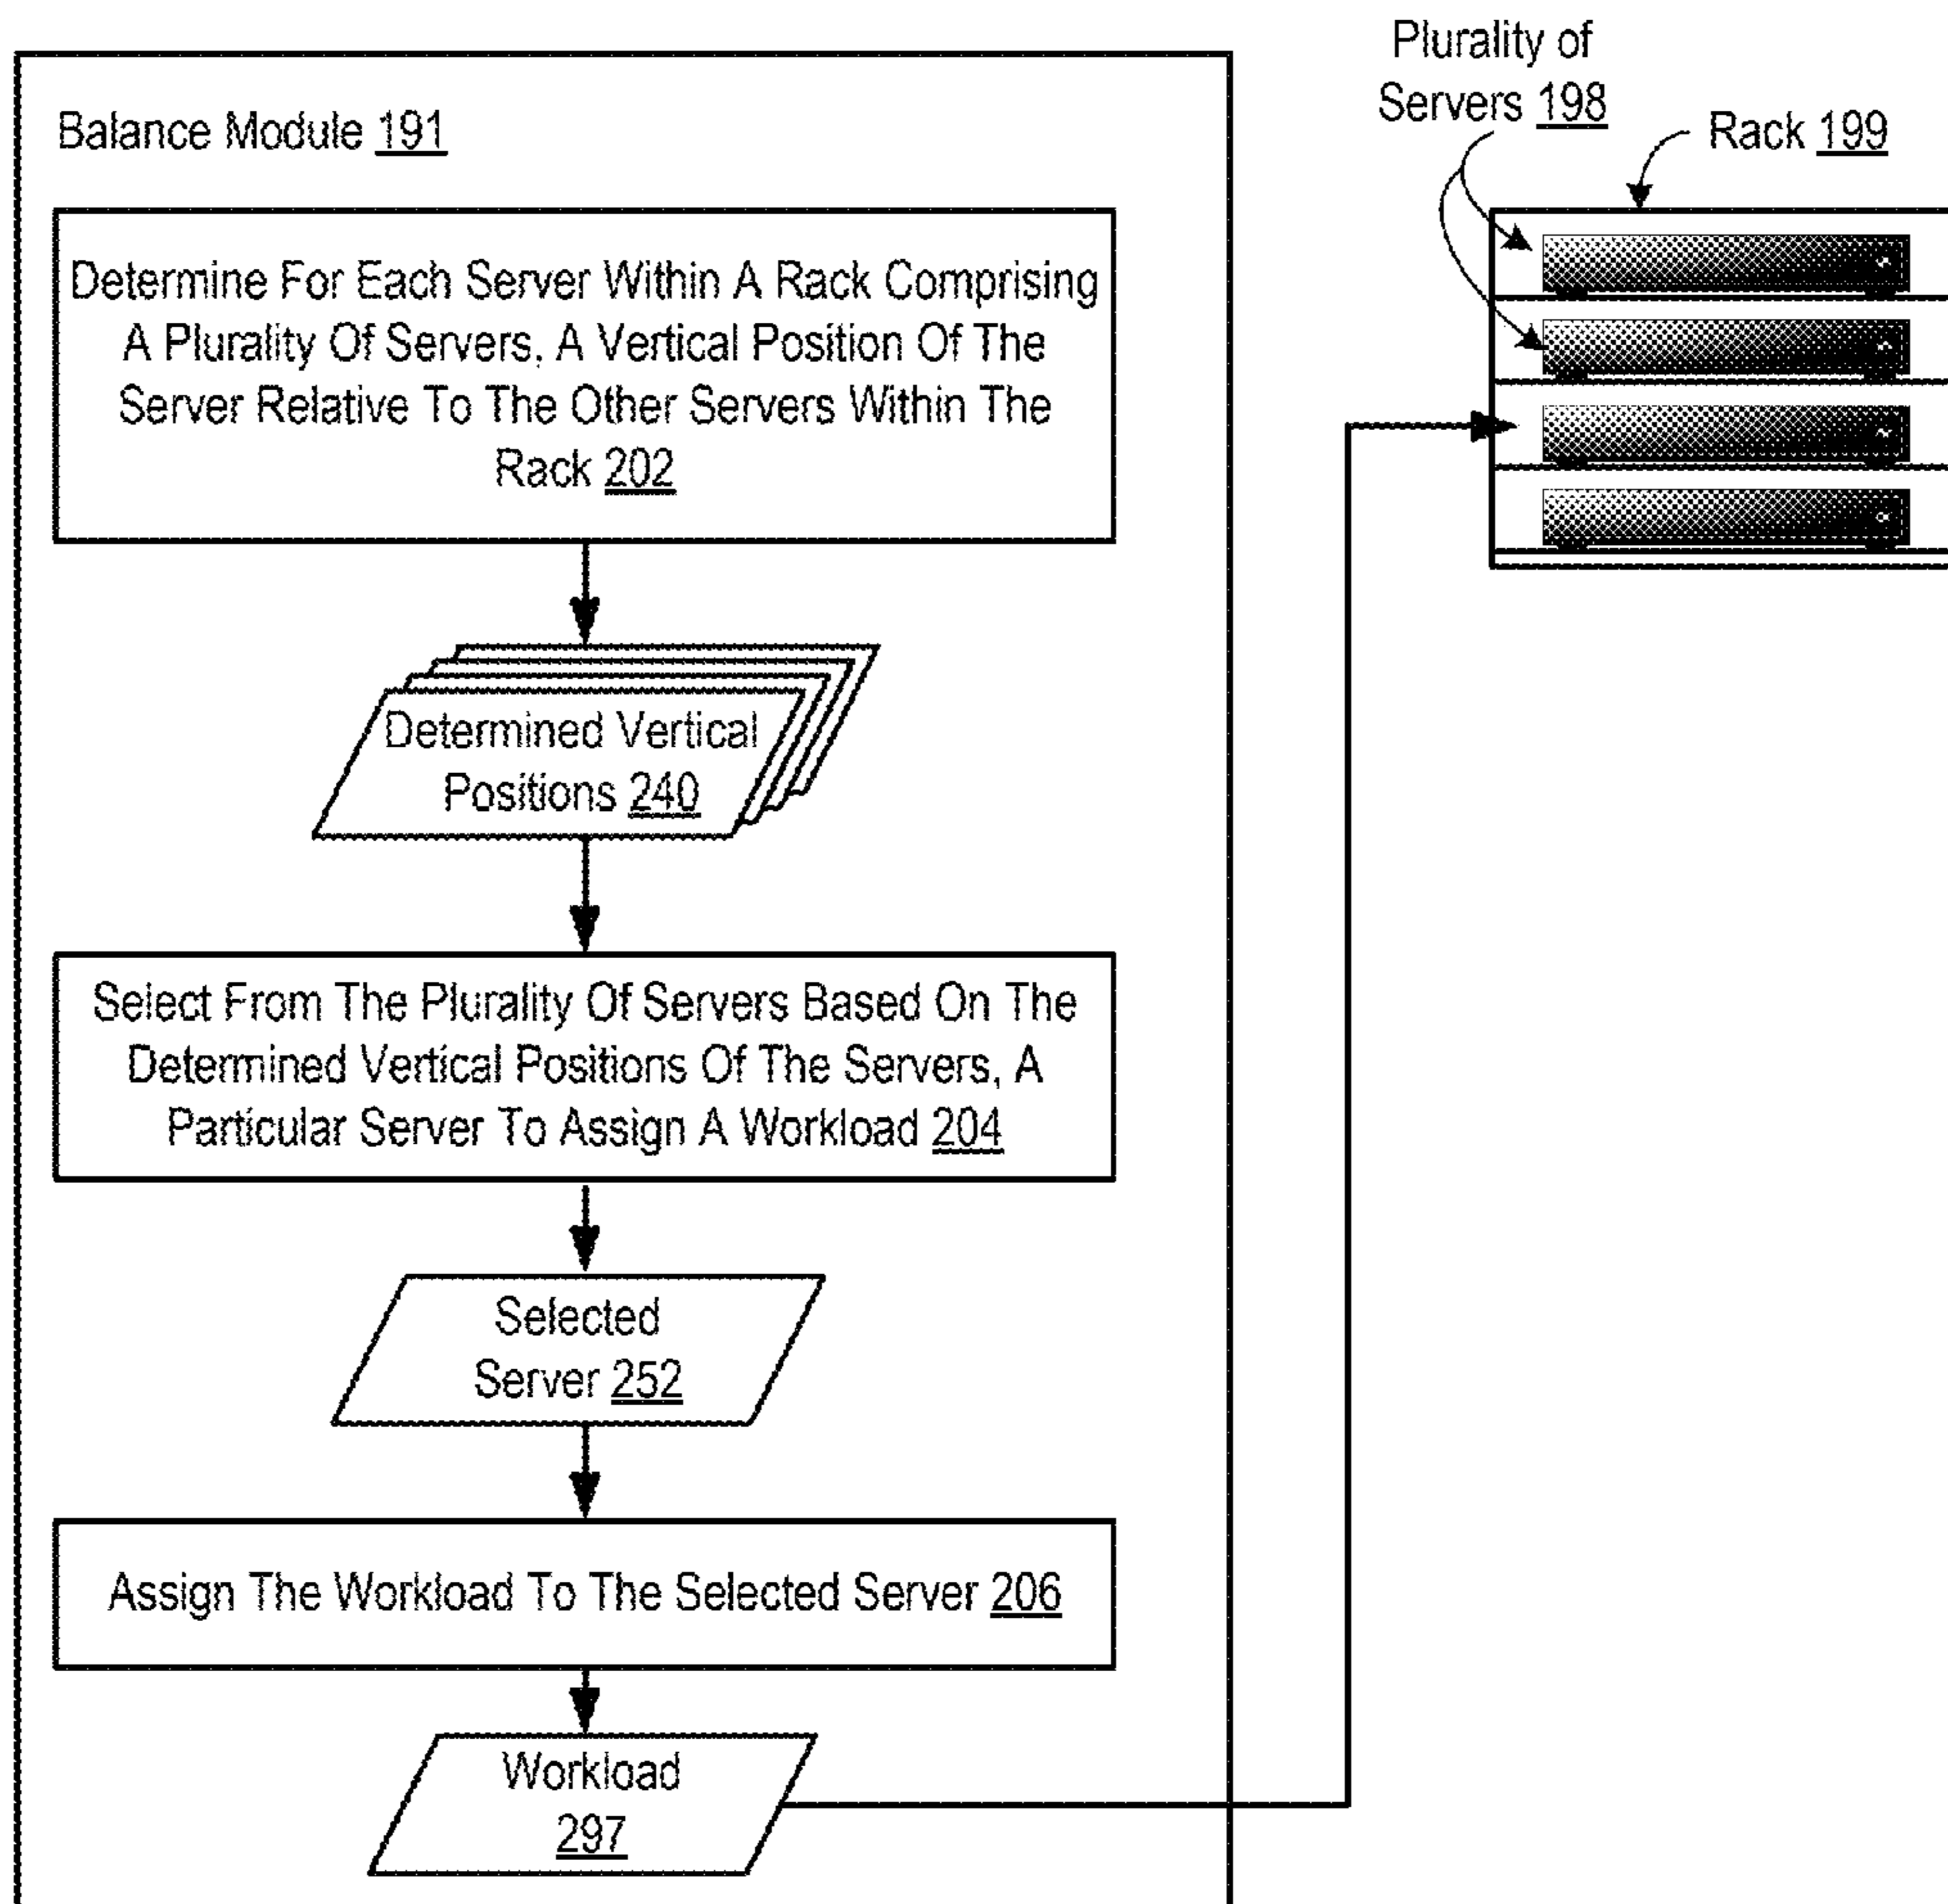 Balance Module 191
Determine For Each Server Within A Rack Comprising
A Plurality Of Servers, A Vertical Position Of The
Server Relative To The Other Servers Within The
Rack 202
Determined Vertical
Positions 240
Select From The Plurality Of Servers Based On The
Determined Vertical Positions Of The Servers, A
Particular Server To Assign A Workload 204
Selected
Server 252
Assign The Workload To The Selected Server 206
Workload
297
Plurality of
Servers 198
Rack 199